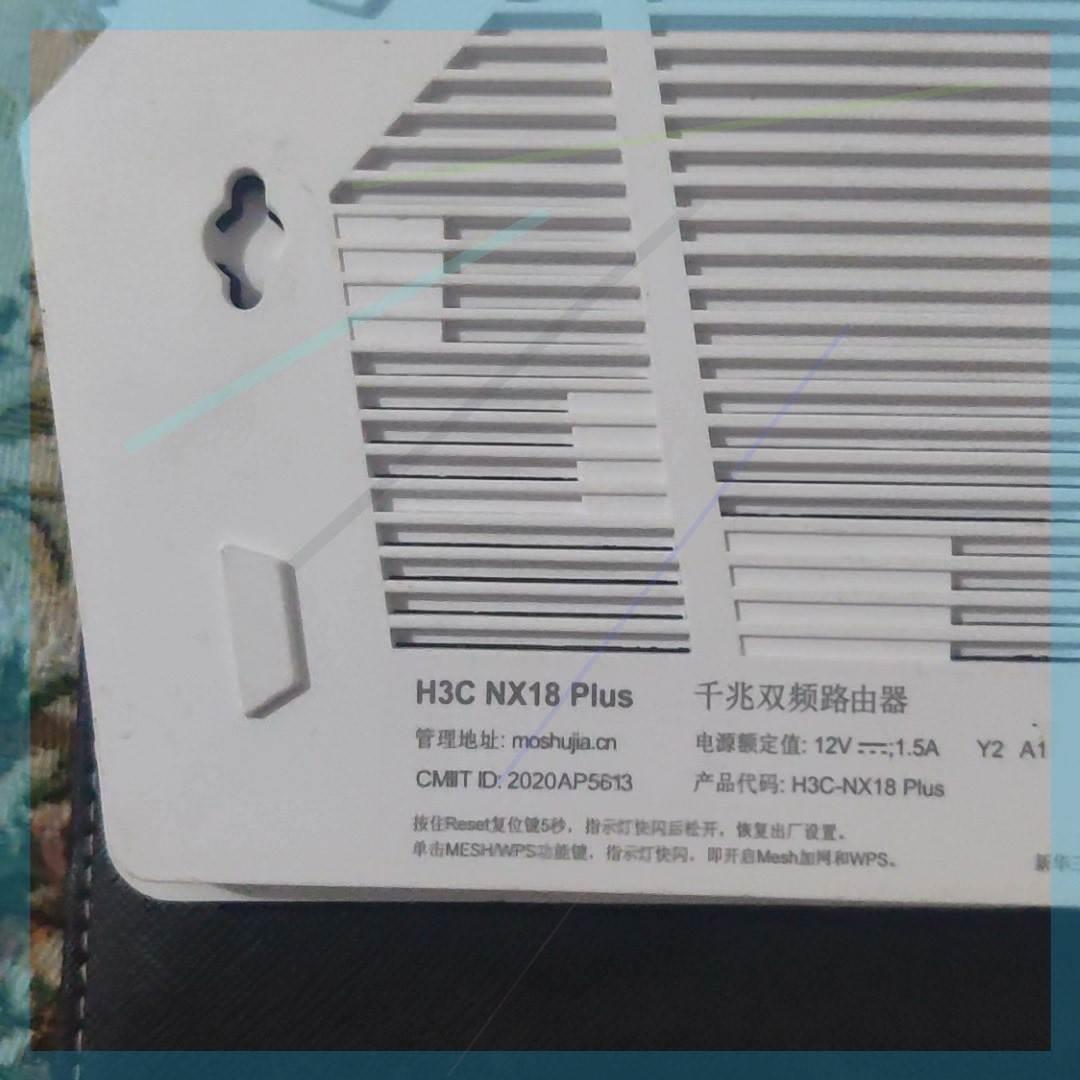 H3C NX18 Plus 千兆双频路由器
管理地址: moshujia.cn 电源额定值: 12V ⎓;1.5A Y2 A1
CMIIT ID: 2020AP5613 产品代码: H3C-NX18 Plus
按住Reset复位键5秒，指示灯快闪后松开，恢复出厂设置。
单击MESH/WPS功能键，指示灯快闪，即开启Mesh加网和WPS。 新华三